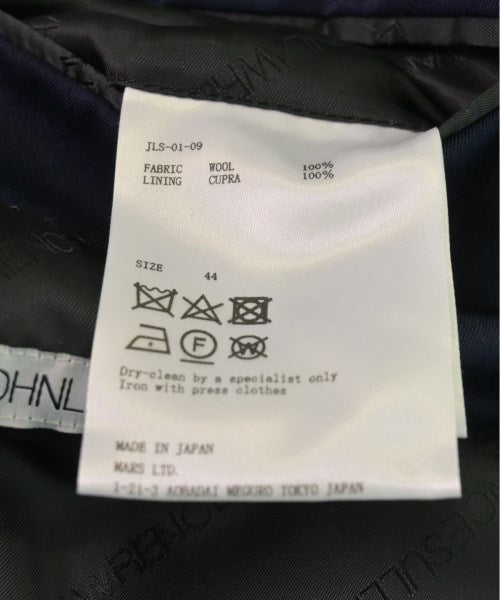 JLS-01-09
FABRIC WOOL 100%
LINING CUPRA 100%
SIZE 44
F
W
Dry-clean by a specialist only
Iron with press clothes
MADE IN JAPAN
MARS LTD.
1-21-3 AOBADAI MEGURO TOKYO JAPAN
OHNL